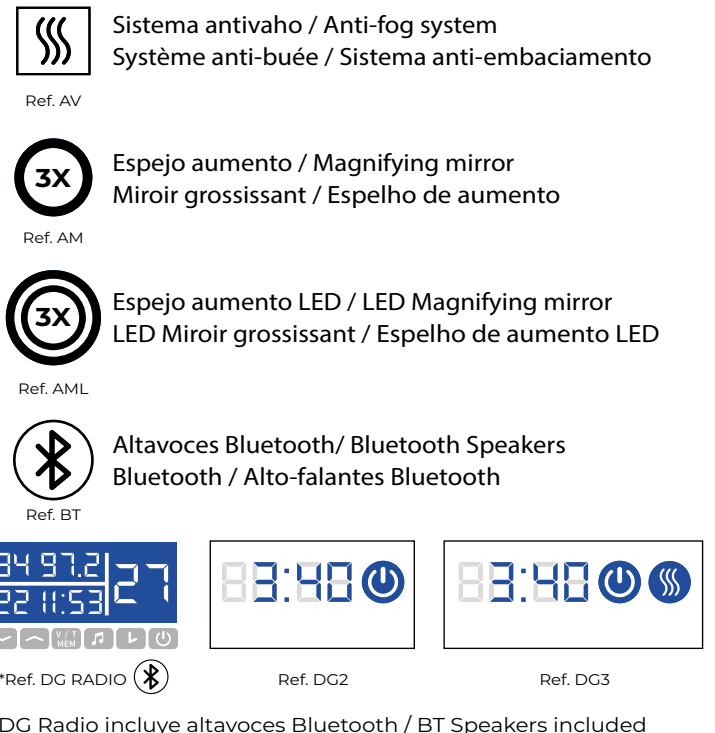 Sistema antivaho / Anti-fog system
Système anti-buée / Sistema anti-embaciamento
Ref. AV
3X
Espejo aumento / Magnifying mirror
Miroir grossissant / Espelho de aumento
Ref. AM
3X
Espejo aumento LED / LED Magnifying mirror
LED Miroir grossissant / Espelho de aumento LED
Ref. AML
Altavoces Bluetooth/ Bluetooth Speakers
Bluetooth / Alto-falantes Bluetooth
Ref. BT
97.2
27
22 11:53
V / T
MEM
3:40
3:40
*Ref. DG RADIO
Ref. DG2
Ref. DG3
DG Radio incluye altavoces Bluetooth / BT Speakers included